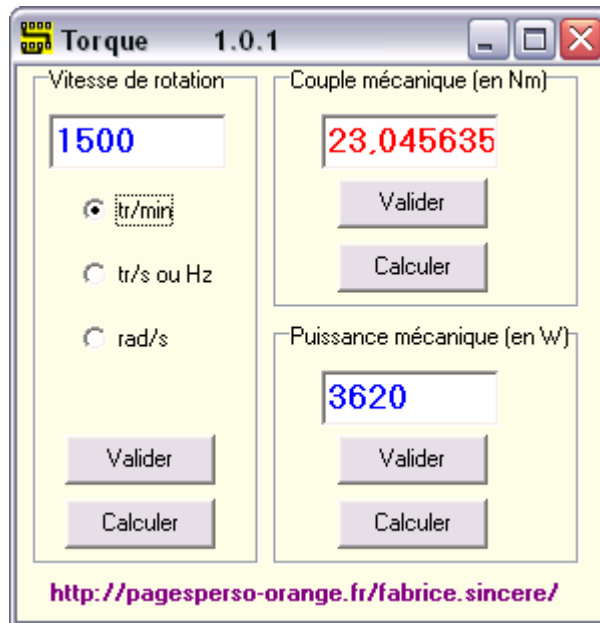 Torque 1.0.1
Vitesse de rotation
1500
tr/min
tr/s ou Hz
rad/s
Valider
Calculer
Couple mécanique (en Nm)
23,045635
Valider
Calculer
Puissance mécanique (en W)
3620
Valider
Calculer
http://pagesperso-orange.fr/fabrice.sincere/